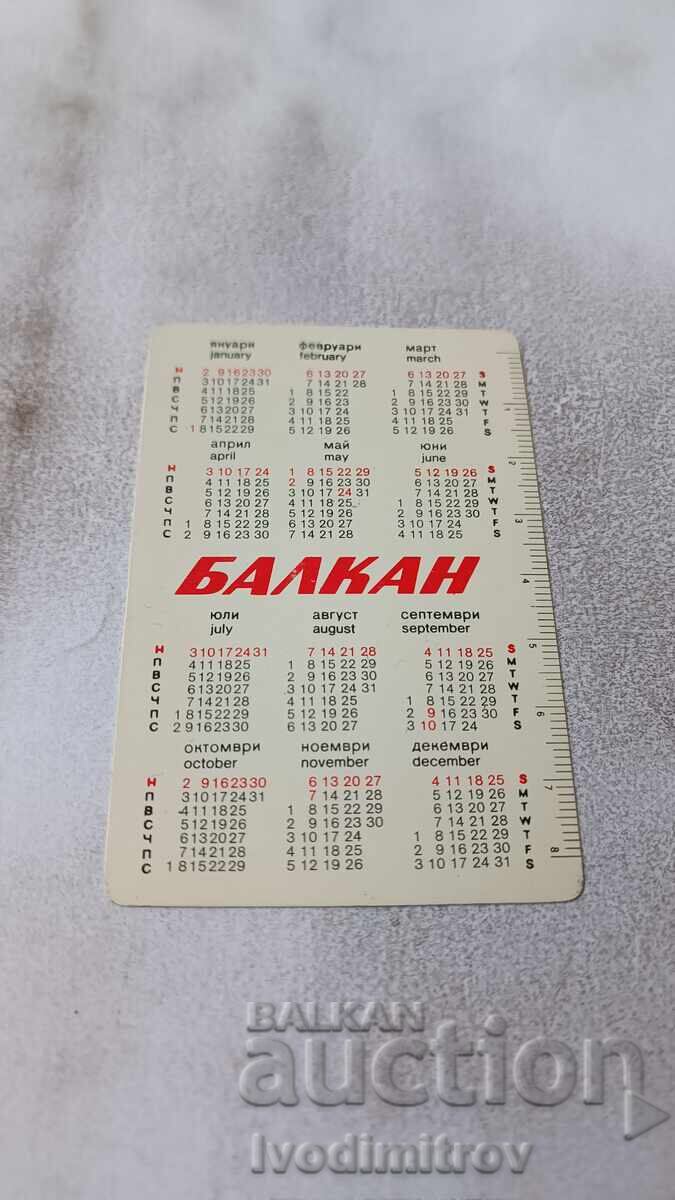 януари февруари март
january february march
Н 2 9 16 23 30 6 13 20 27 6 13 20 27 S
П 3 10 17 24 31 7 14 21 28 7 14 21 28 M
В 4 11 18 25 1 8 15 22 1 8 15 22 29 T
С 5 12 19 26 2 9 16 23 2 9 16 23 30 W
Ч 6 13 20 27 3 10 17 24 3 10 17 24 31 T
П 7 14 21 28 4 11 18 25 4 11 18 25 F
С 1 8 15 22 29 5 12 19 26 5 12 19 26 S
април май юни
april may june
Н 3 10 17 24 1 8 15 22 29 5 12 19 26 S
П 4 11 18 25 2 9 16 23 30 6 13 20 27 M
В 5 12 19 26 3 10 17 24 31 7 14 21 28 T
С 6 13 20 27 4 11 18 25 1 8 15 22 29 W
Ч 7 14 21 28 5 12 19 26 2 9 16 23 30 T
П 1 8 15 22 29 6 13 20 27 3 10 17 24 F
С 2 9 16 23 30 7 14 21 28 4 11 18 25 S
БАЛКАН
юли август септември
july august september
Н 3 10 17 24 31 7 14 21 28 4 11 18 25 S
П 4 11 18 25 1 8 15 22 29 5 12 19 26 M
В 5 12 19 26 2 9 16 23 30 6 13 20 27 T
С 6 13 20 27 3 10 17 24 31 7 14 21 28 W
Ч 7 14 21 28 4 11 18 25 1 8 15 22 29 T
П 1 8 15 22 29 5 12 19 26 2 9 16 23 30 F
С 2 9 16 23 30 6 13 20 27 3 10 17 24 S
октомври ноември декември
october november december
Н 2 9 16 23 30 6 13 20 27 4 11 18 25 S
П 3 10 17 24 31 7 14 21 28 5 12 19 26 M
В 4 11 18 25 1 8 15 22 29 6 13 20 27 T
С 5 12 19 26 2 9 16 23 30 7 14 21 28 W
Ч 6 13 20 27 3 10 17 24 1 8 15 22 29 T
П 7 14 21 28 4 11 18 25 2 9 16 23 30 F
С 1 8 15 22 29 5 12 19 26 3 10 17 24 31 S
1 2 3 4 5 6 7 8
BALKAN
auction
Ivodimitrov